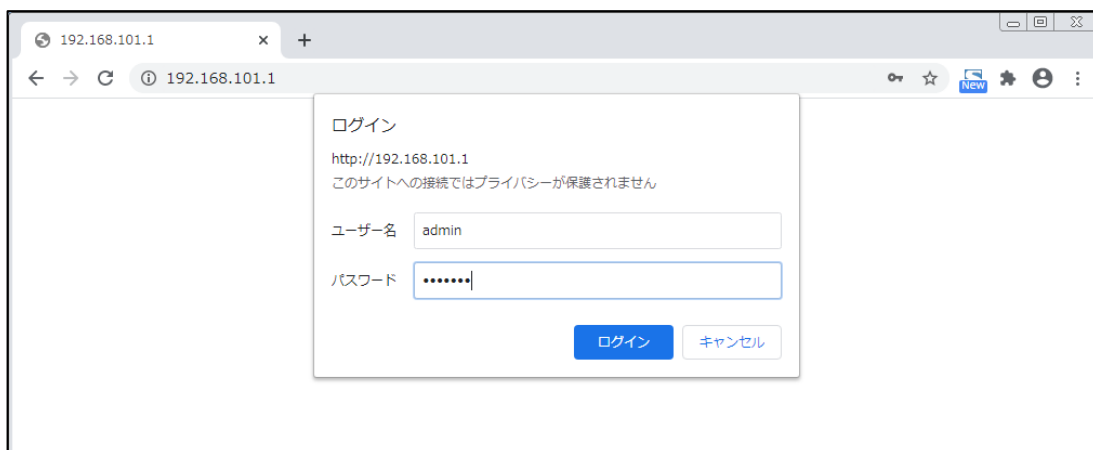 192.168.101.1
192.168.101.1
New
ログイン
http://192.168.101.1
このサイトへの接続ではプライバシーが保護されません
ユーザー名 admin
パスワード •••••••
ログイン キャンセル